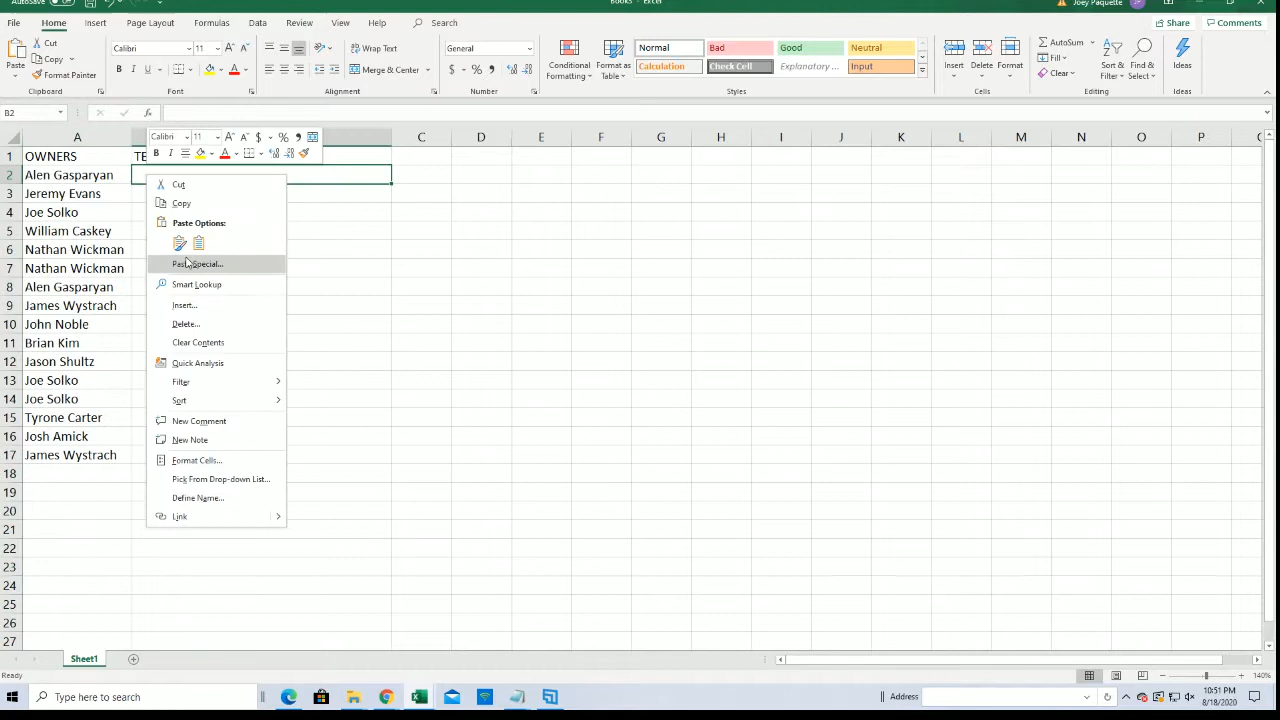 AutoSave
Book5 - Excel
Joey Paquette
JP
File Home Insert Page Layout Formulas Data Review View Help Search
Share Comments
Paste
Cut
Copy
Format Painter
Clipboard
Calibri 11
B I U
Font
Wrap Text
Merge & Center
Alignment
General
$ % ,
Number
Conditional
Formatting
Format as
Table
Normal Bad Good Neutral
Calculation Check Cell Explanatory ... Input
Styles
Insert Delete Format
Cells
AutoSum
Fill
Clear
Sort &
Filter
Find &
Select
Editing
Ideas
Ideas
B2
fx
A C D E F G H I J K L M N O P
Calibri 11 A A $ % ,
B I
1 OWNERS TE
2 Alen Gasparyan
3 Jeremy Evans
4 Joe Solko
5 William Caskey
6 Nathan Wickman
7 Nathan Wickman
8 Alen Gasparyan
9 James Wystrach
10 John Noble
11 Brian Kim
12 Jason Shultz
13 Joe Solko
14 Joe Solko
15 Tyrone Carter
16 Josh Amick
17 James Wystrach
18
19
20
21
22
23
24
25
26
27
Cut
Copy
Paste Options:
Paste Special...
Smart Lookup
Insert...
Delete...
Clear Contents
Quick Analysis
Filter
Sort
New Comment
New Note
Format Cells...
Pick From Drop-down List...
Define Name...
Link
Sheet1
Ready
140%
Type here to search
Address
10:51 PM
8/18/2020